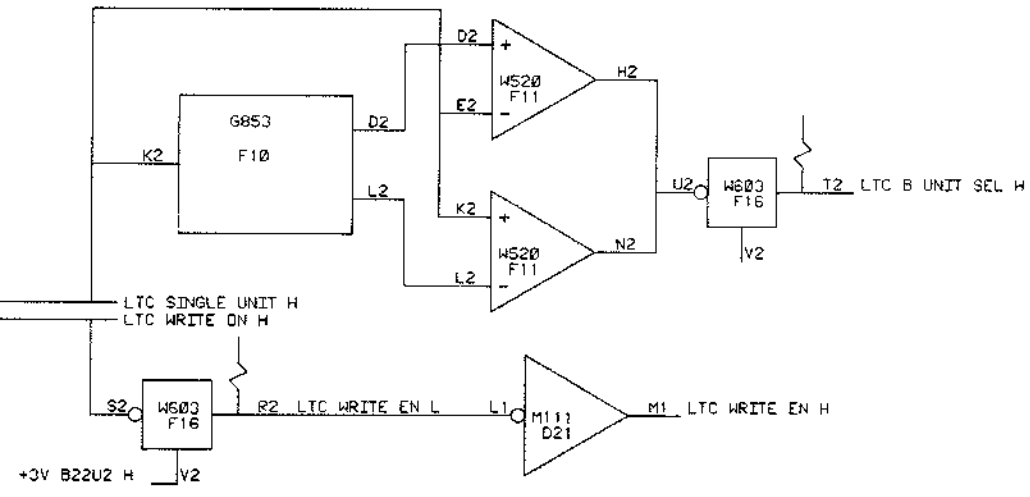 D2
+
H2
W520
F11
G853
D2
E2
-
K2
F10
U2
W603
T2
LTC B UNIT SEL H
F16
L2
K2
+
V2
N2
W520
F11
L2
-
LTC SINGLE UNIT H
LTC WRITE ON H
S2
W603
R2
LTC WRITE EN L
L1
M111
M1
LTC WRITE EN H
F16
D21
+3V B22U2 H
V2